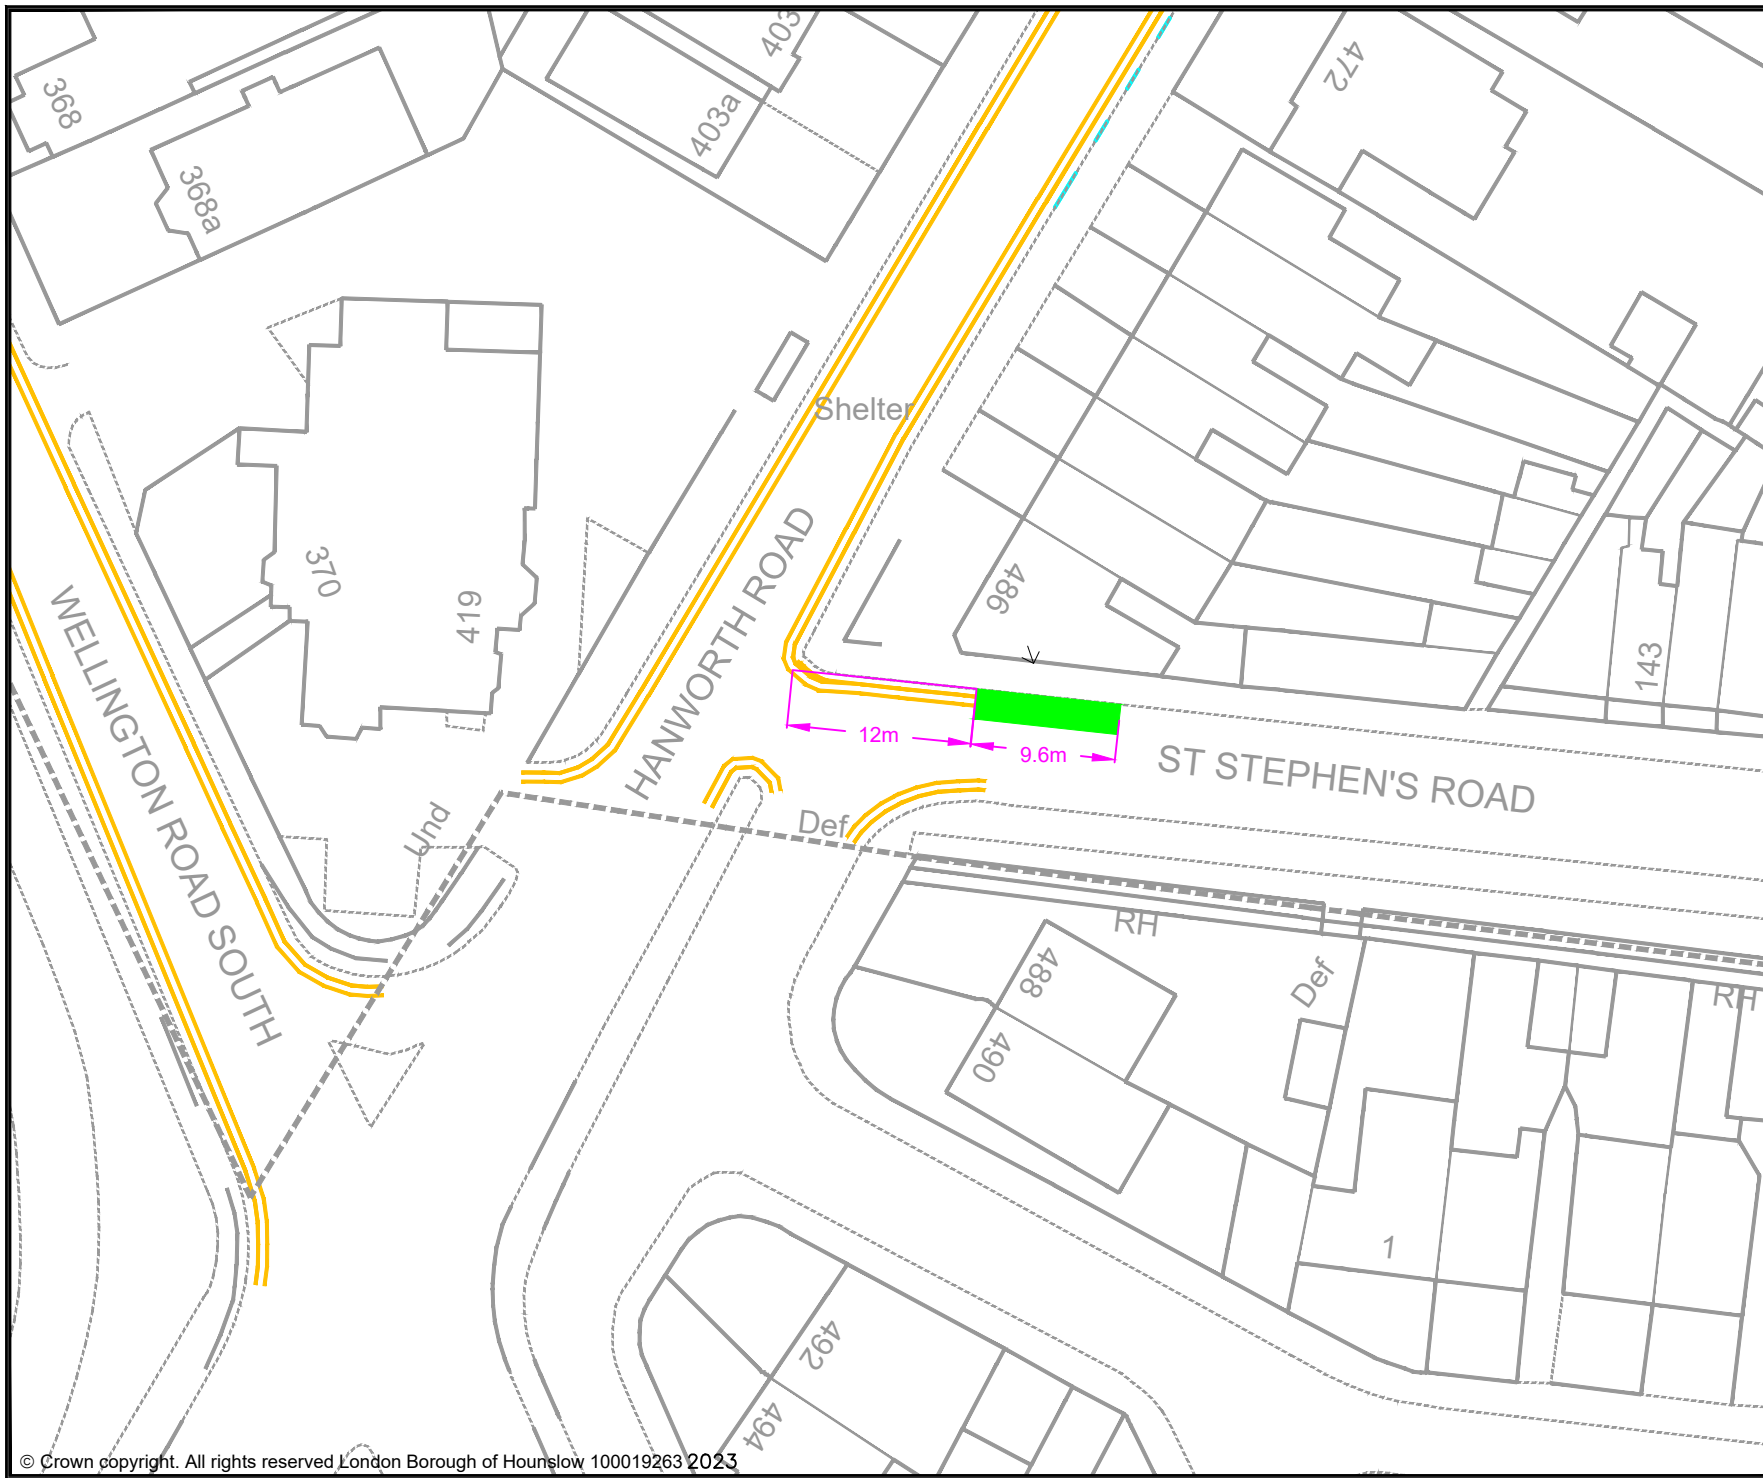 403
472
368
403a
368a
Shelter
HANWORTH ROAD
370
419
486
143
WELLINGTON ROAD SOUTH
12m
9.6m
ST STEPHEN'S ROAD
Und
Def
RH
488
Def
RH
490
1
492
494
© Crown copyright. All rights reserved London Borough of Hounslow 100019263 2023